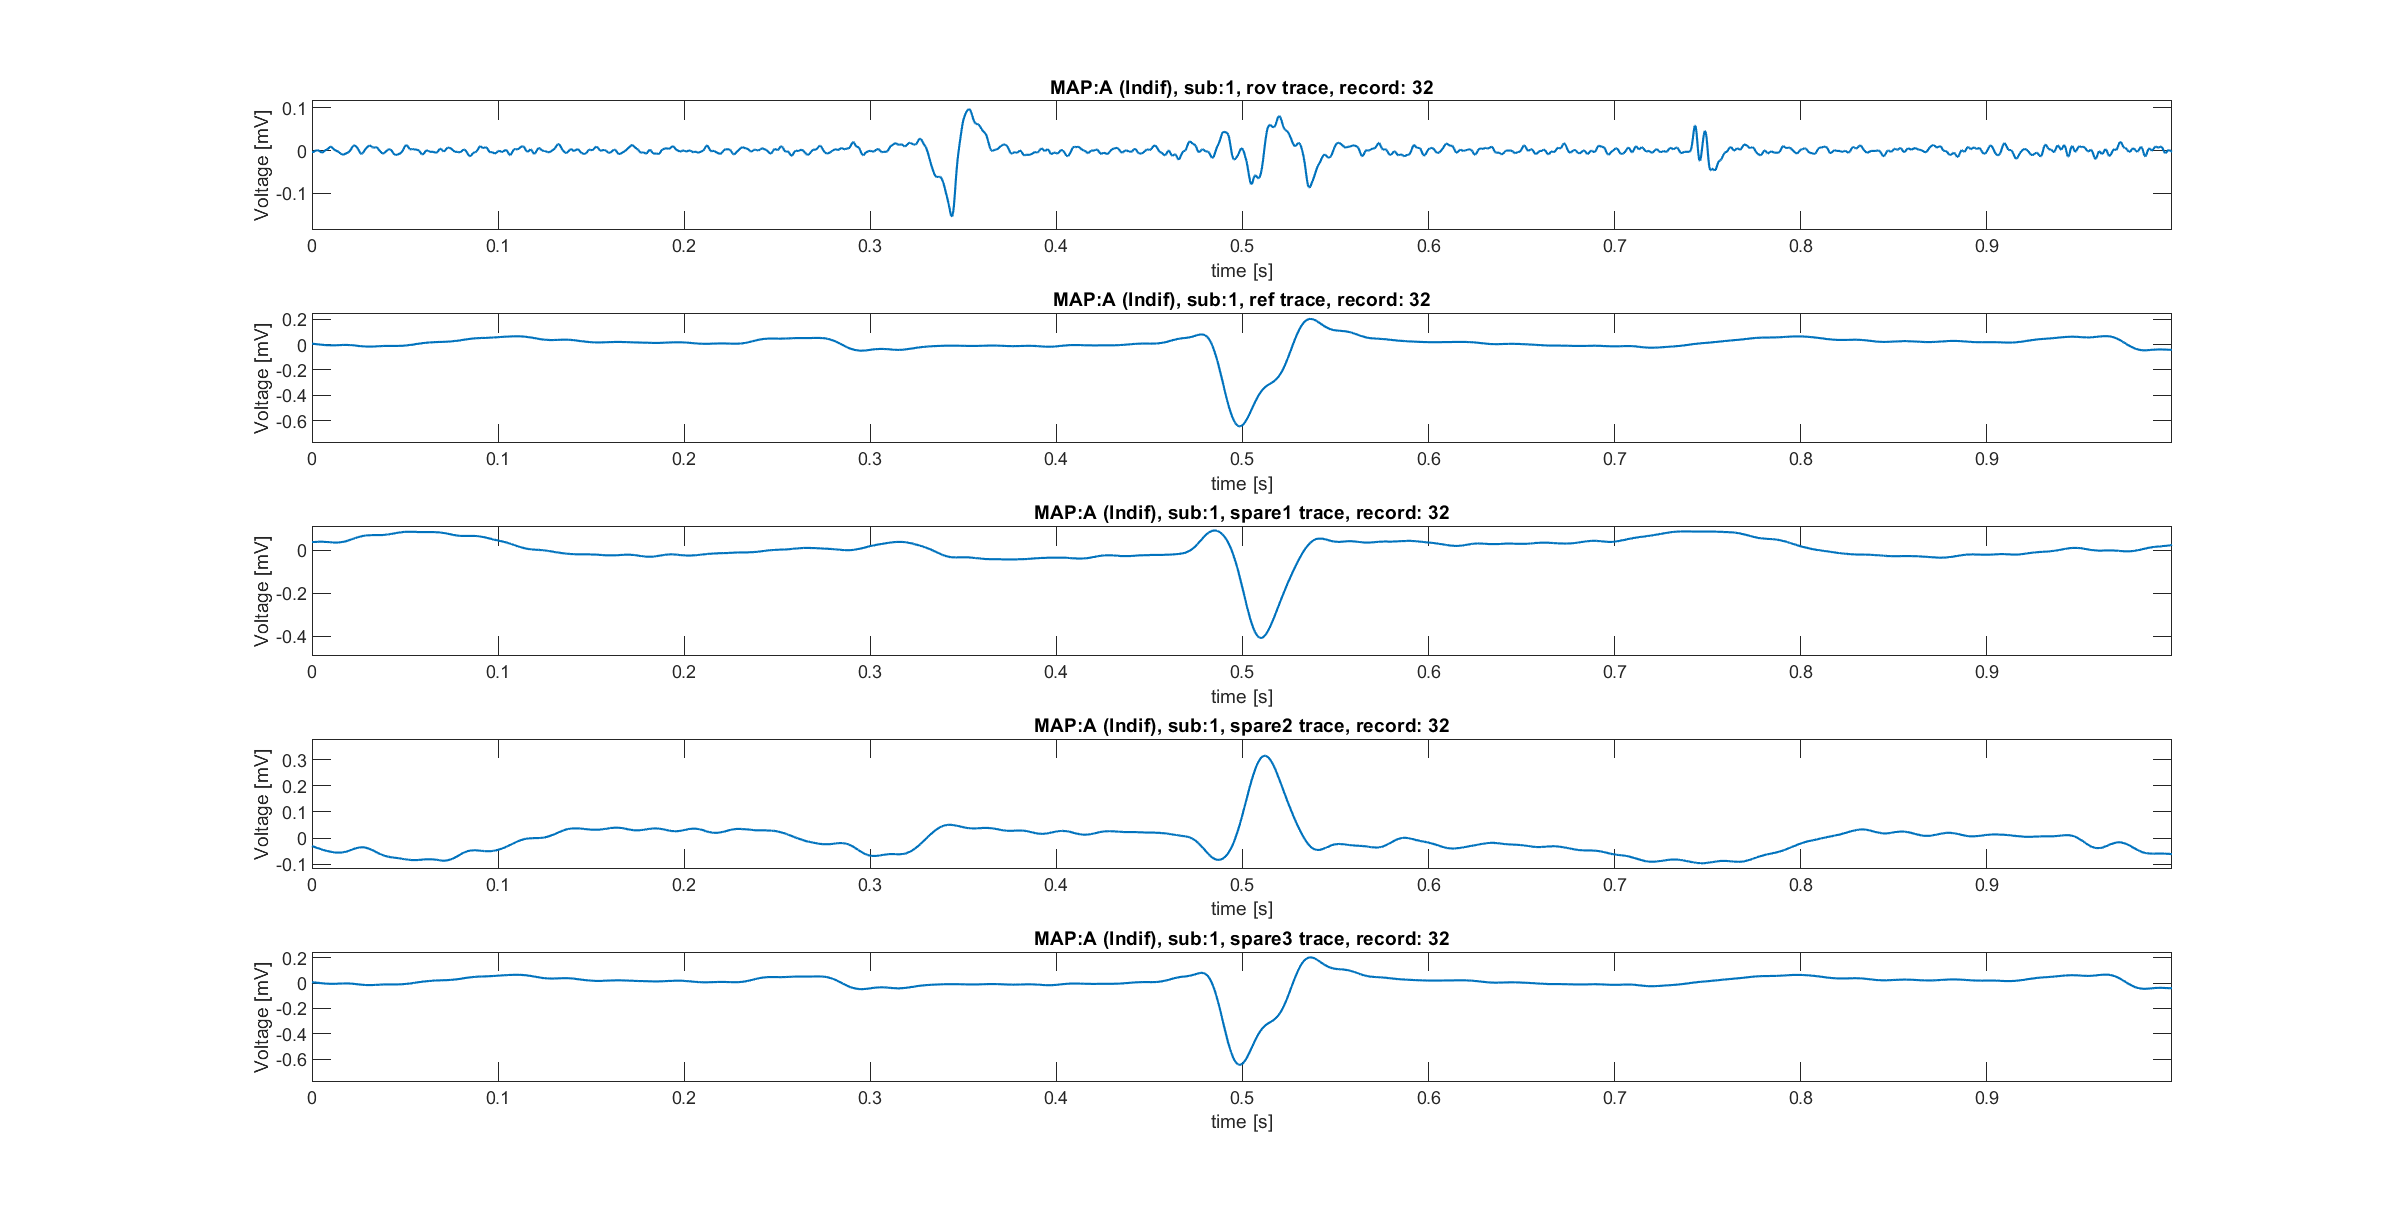 MAP:A (Indif), sub:1, rov trace, record: 32
Voltage [mV]
0.1
0
-0.1
0 0.1 0.2 0.3 0.4 0.5 0.6 0.7 0.8 0.9
time [s]
MAP:A (Indif), sub:1, ref trace, record: 32
Voltage [mV]
0.2
0
-0.2
-0.4
-0.6
0 0.1 0.2 0.3 0.4 0.5 0.6 0.7 0.8 0.9
time [s]
MAP:A (Indif), sub:1, spare1 trace, record: 32
Voltage [mV]
0
-0.2
-0.4
0 0.1 0.2 0.3 0.4 0.5 0.6 0.7 0.8 0.9
time [s]
MAP:A (Indif), sub:1, spare2 trace, record: 32
Voltage [mV]
0.3
0.2
0.1
0
-0.1
0 0.1 0.2 0.3 0.4 0.5 0.6 0.7 0.8 0.9
time [s]
MAP:A (Indif), sub:1, spare3 trace, record: 32
Voltage [mV]
0.2
0
-0.2
-0.4
-0.6
0 0.1 0.2 0.3 0.4 0.5 0.6 0.7 0.8 0.9
time [s]